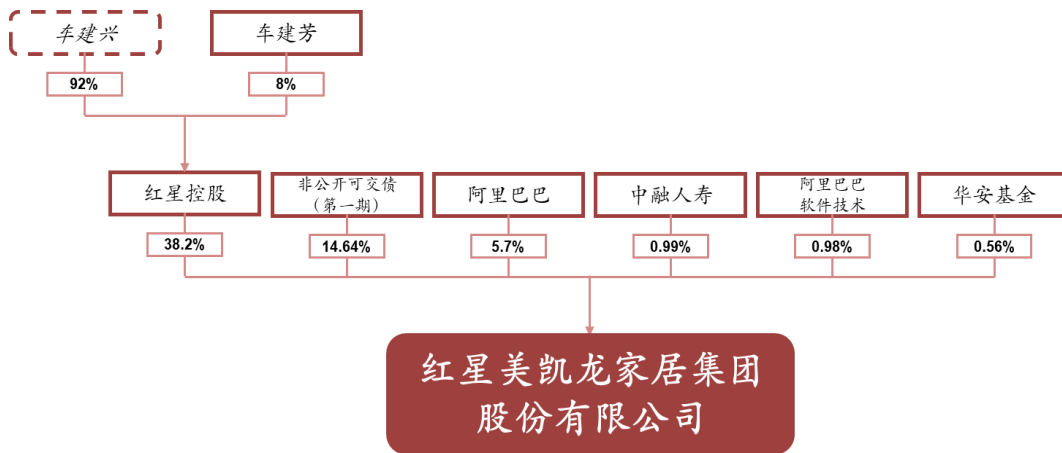 车建兴
车建芳
92%
8%
红星控股
非公开可交债
（第一期）
阿里巴巴
中融人寿
阿里巴巴
软件技术
华安基金
38.2%
14.64%
5.7%
0.99%
0.98%
0.56%
红星美凯龙家居集团
股份有限公司